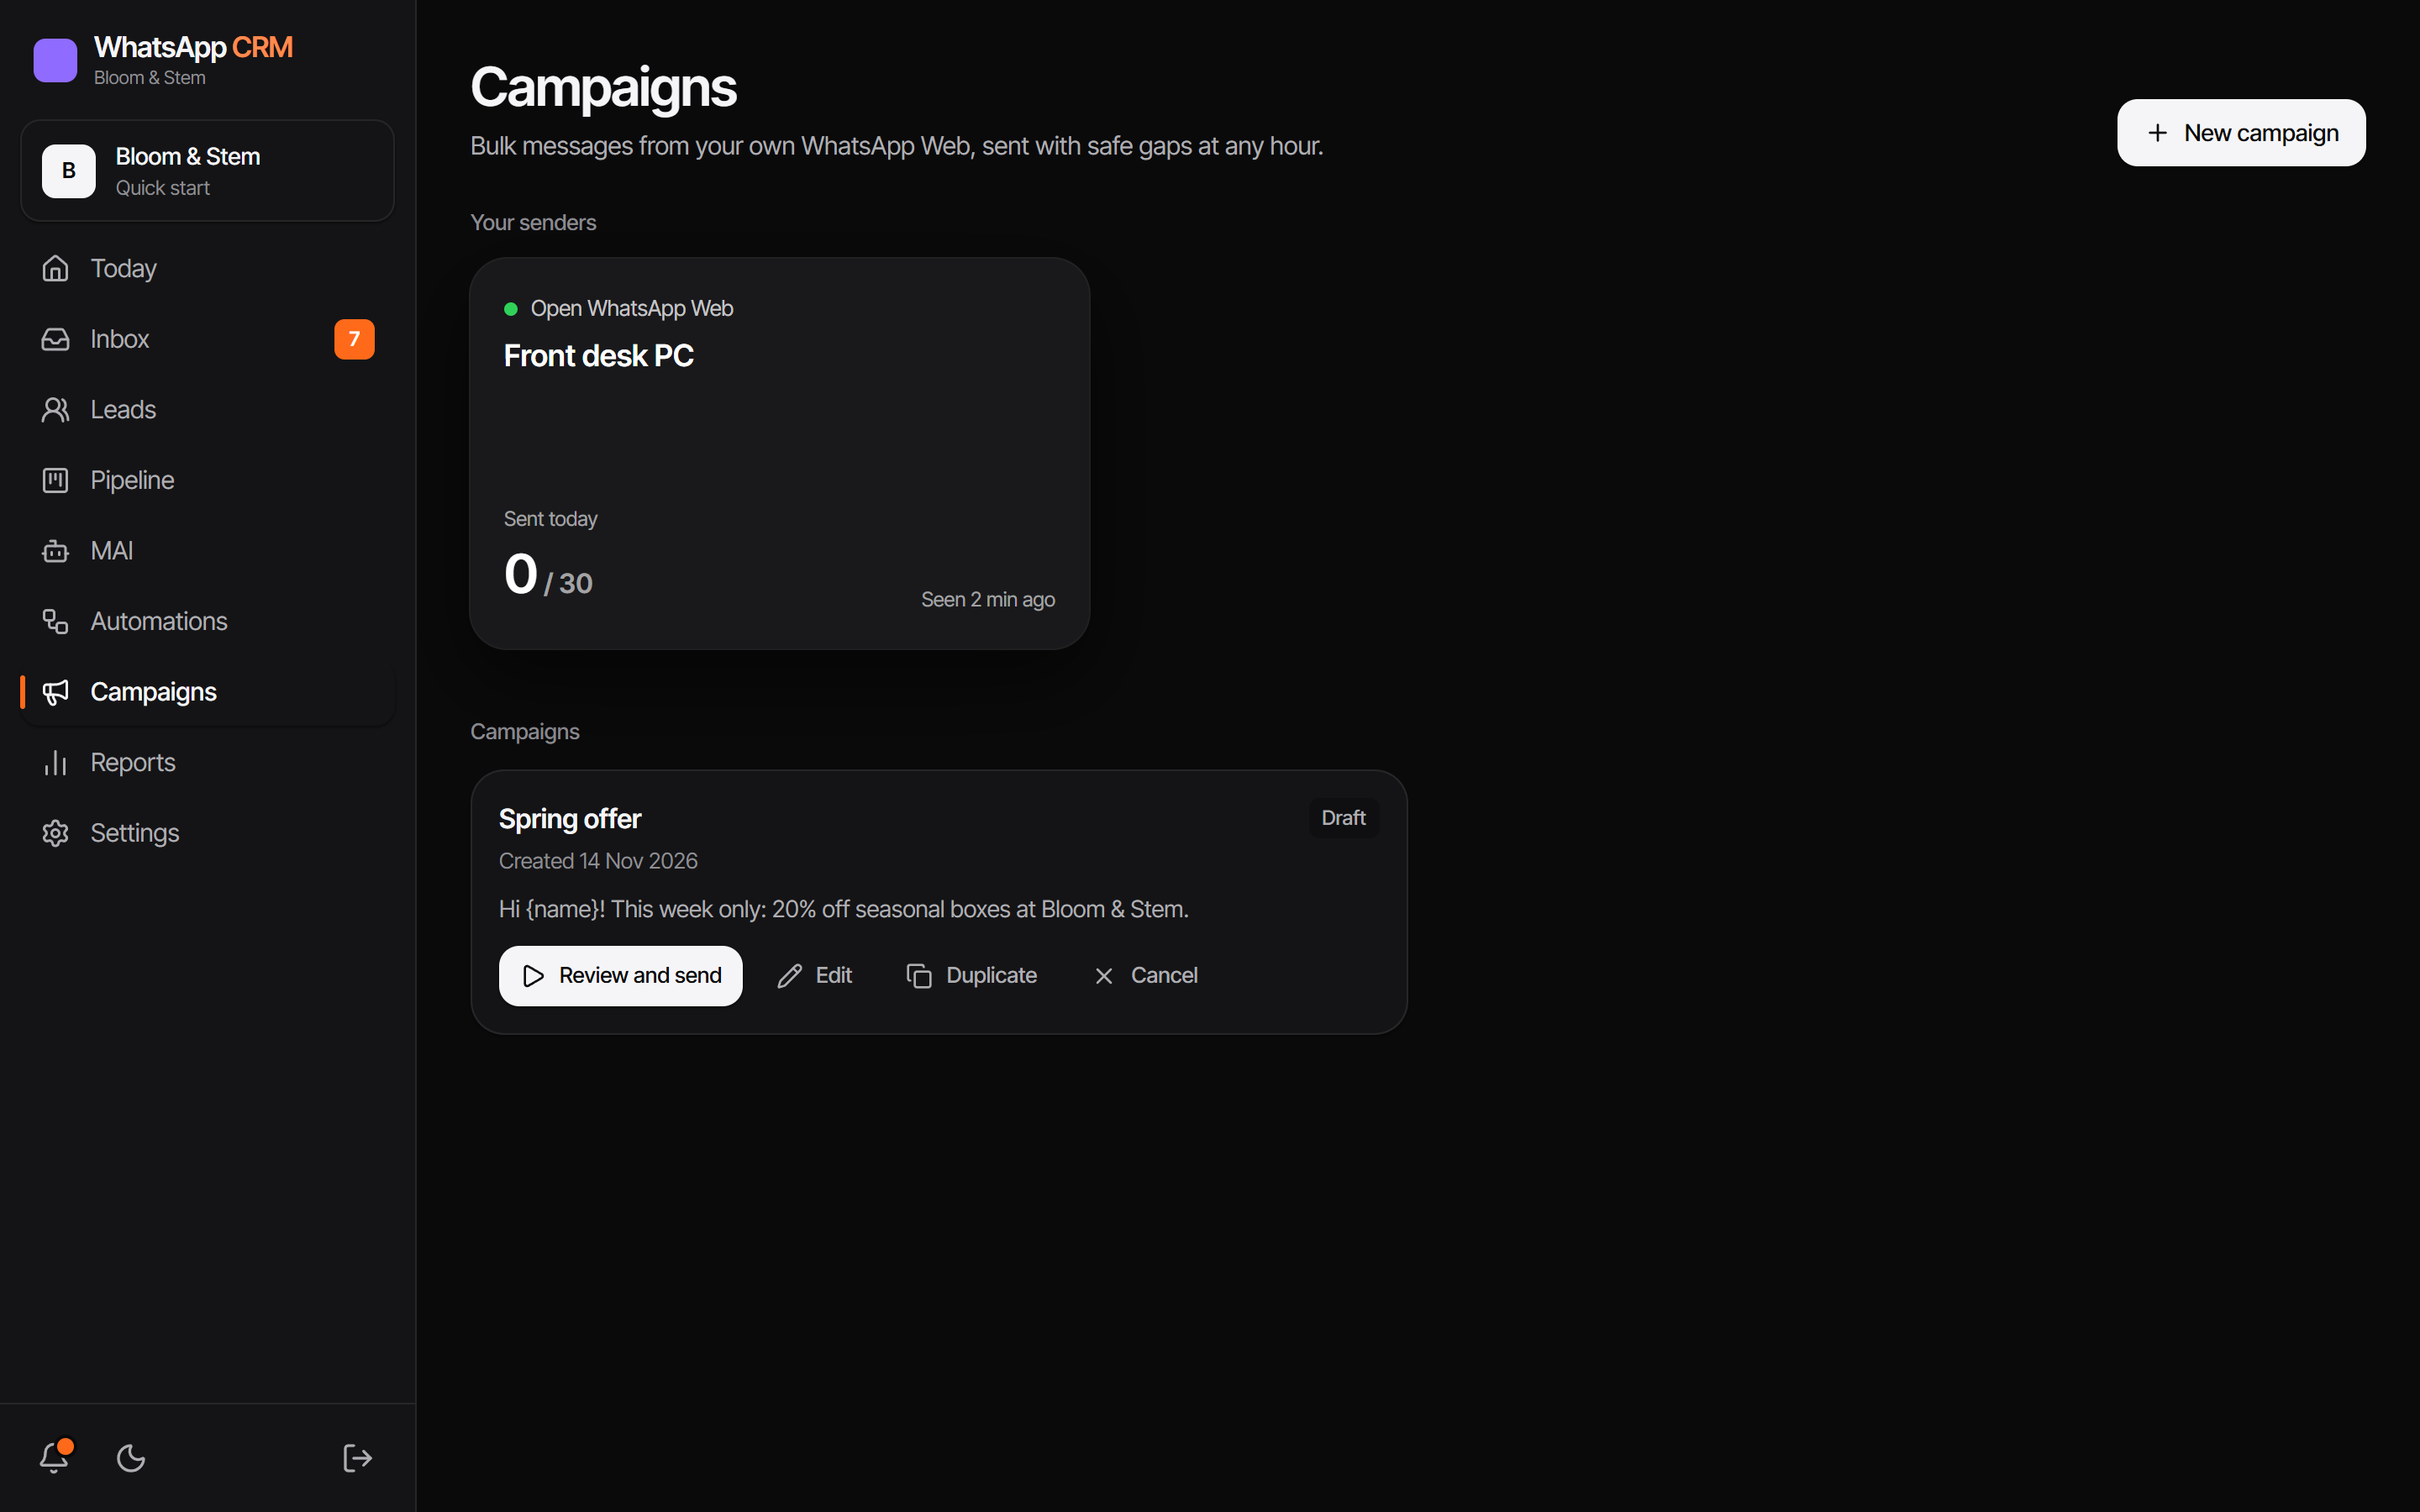 WhatsApp CRM
Bloom & Stem
B
Bloom & Stem
Quick start
Today
Inbox
7
Leads
Pipeline
MAI
Automations
Campaigns
Reports
Settings
Campaigns
Bulk messages from your own WhatsApp Web, sent with safe gaps at any hour.
New campaign
Your senders
Open WhatsApp Web
Front desk PC
Sent today
0 / 30
Seen 2 min ago
Campaigns
Spring offer
Draft
Created 14 Nov 2026
Hi {name}! This week only: 20% off seasonal boxes at Bloom & Stem.
Review and send
Edit
Duplicate
Cancel